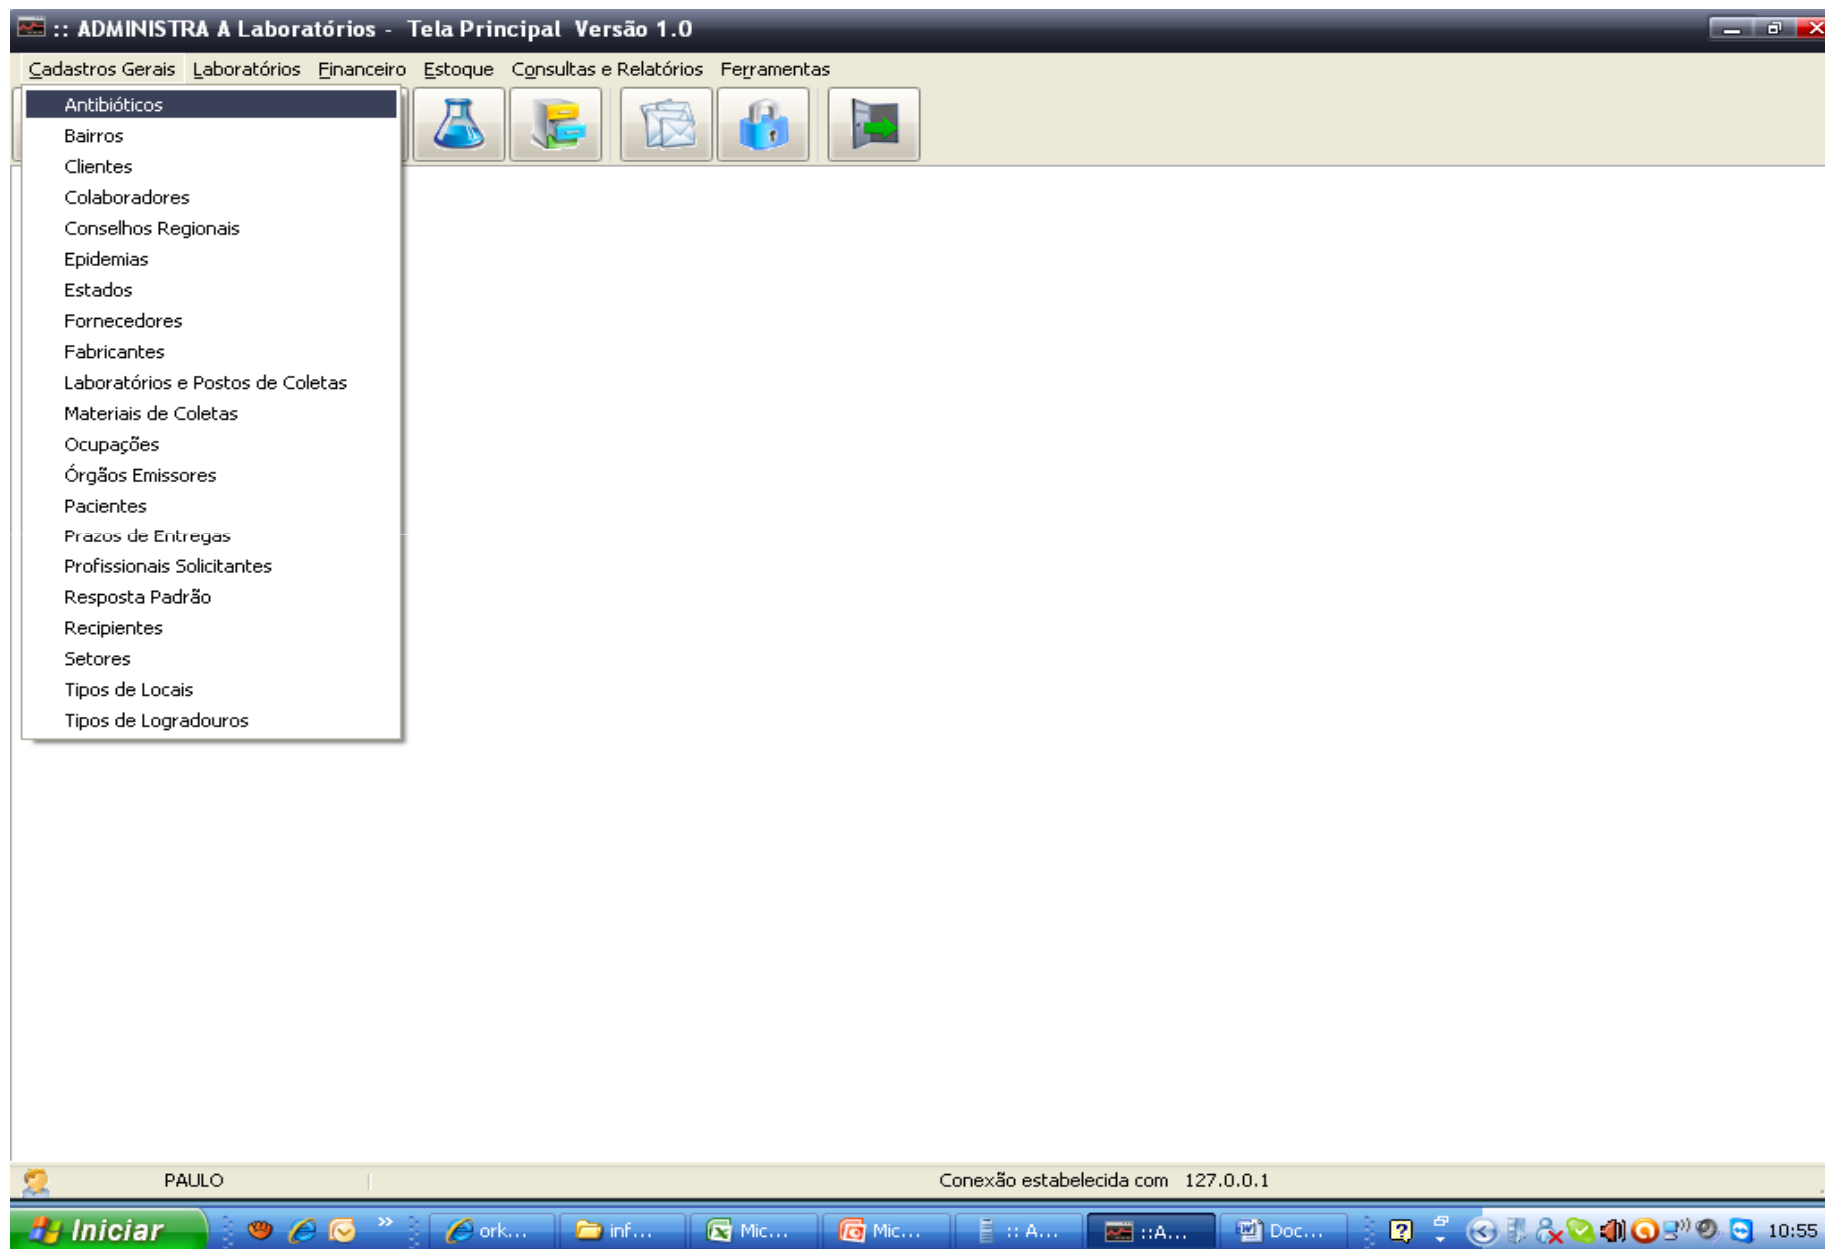 :: ADMINISTRA A Laboratórios - Tela Principal Versão 1.0
Cadastros Gerais Laboratórios Financeiro Estoque Consultas e Relatórios Ferramentas
Antibióticos
Bairros
Clientes
Colaboradores
Conselhos Regionais
Epidemias
Estados
Fornecedores
Fabricantes
Laboratórios e Postos de Coletas
Materiais de Coletas
Ocupações
Órgãos Emissores
Pacientes
Prazos de Entregas
Profissionais Solicitantes
Resposta Padrão
Recipientes
Setores
Tipos de Locais
Tipos de Logradouros
PAULO Conexão estabelecida com 127.0.0.1
Iniciar ork... inf... Mic... Mic... :: A... ::A... Doc... 10:55